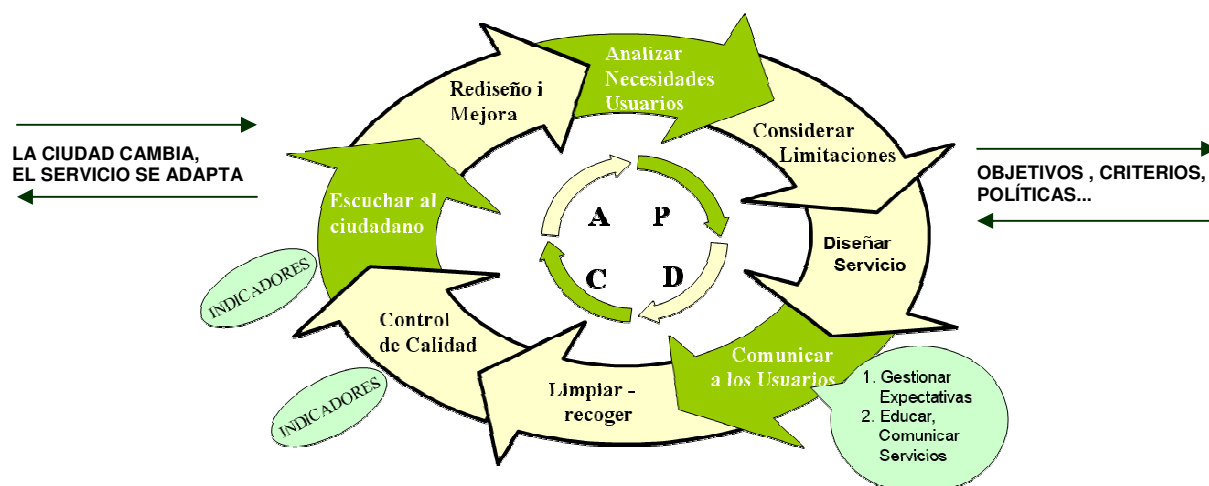 Analizar
Necesidades
Usuarios
Rediseño i
Mejora
Considerar
Limitaciones
LA CIUDAD CAMBIA,
EL SERVICIO SE ADAPTA
OBJETIVOS , CRITERIOS,
POLÍTICAS...
Escuchar al
ciudadano
A P
C D
Diseñar
Servicio
INDICADORES
Control
de Calidad
Comunicar
a los Usuarios
Limpiar -
recoger
1. Gestionar
Expectativas
2. Educar,
Comunicar
Servicios
INDICADORES